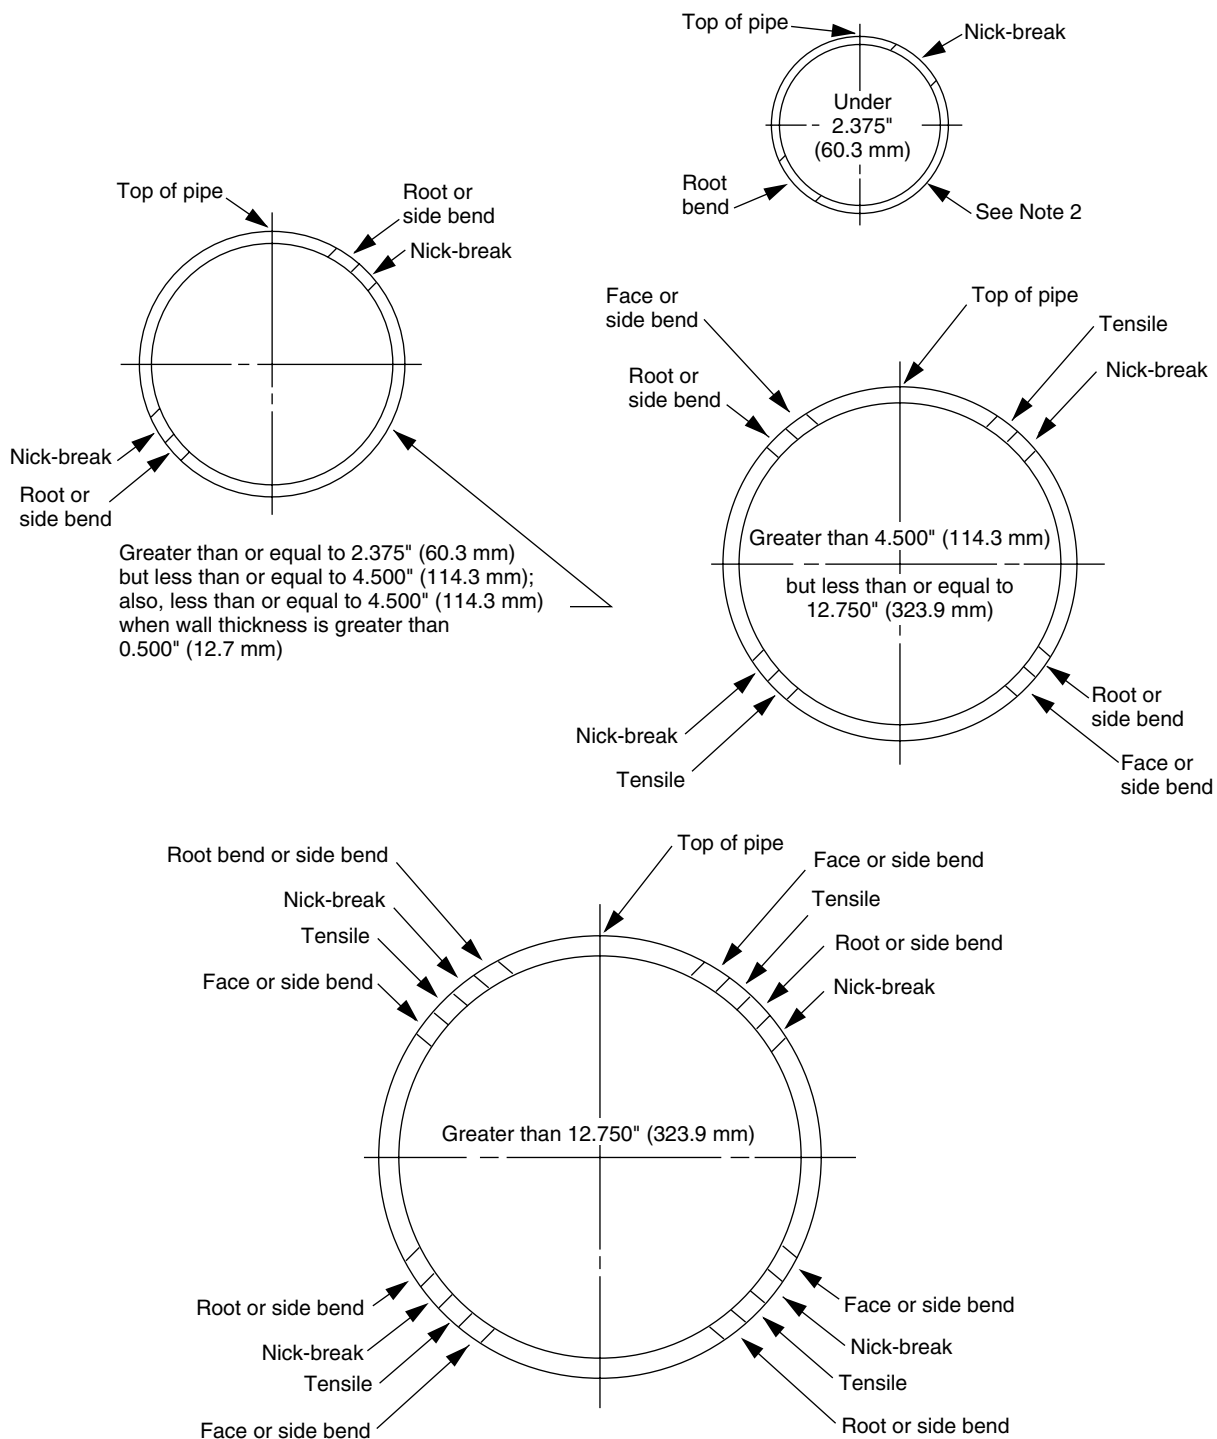 Top of pipe
Nick-break
Under
2.375"
(60.3 mm)
Root
bend
See Note 2
Top of pipe
Root or
side bend
Nick-break
Nick-break
Root or
side bend
Greater than or equal to 2.375" (60.3 mm)
but less than or equal to 4.500" (114.3 mm);
also, less than or equal to 4.500" (114.3 mm)
when wall thickness is greater than
0.500" (12.7 mm)
Face or
side bend
Top of pipe
Tensile
Root or
side bend
Nick-break
Greater than 4.500" (114.3 mm)
but less than or equal to
12.750" (323.9 mm)
Nick-break
Tensile
Root or
side bend
Face or
side bend
Root bend or side bend
Top of pipe
Face or side bend
Nick-break
Tensile
Tensile
Root or side bend
Face or side bend
Nick-break
Greater than 12.750" (323.9 mm)
Root or side bend
Face or side bend
Nick-break
Nick-break
Tensile
Tensile
Face or side bend
Root or side bend